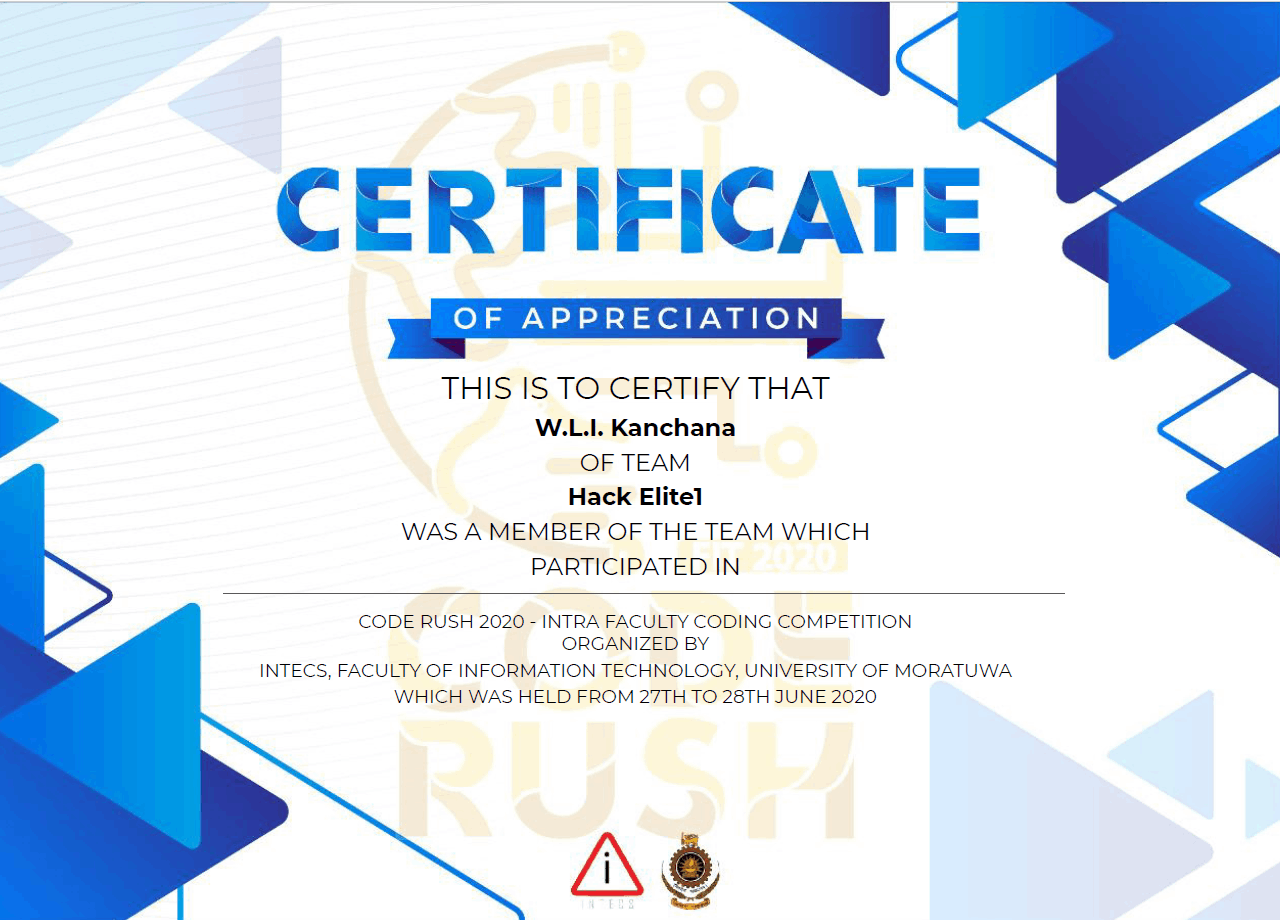 CERTIFICATE
OF APPRECIATION
THIS IS TO CERTIFY THAT
W.L.I. Kanchana
OF TEAM
Hack Elite1
WAS A MEMBER OF THE TEAM WHICH
PARTICIPATED IN
FIT 2020
CODE RUSH 2020 - INTRA FACULTY CODING COMPETITION
ORGANIZED BY
INTECS, FACULTY OF INFORMATION TECHNOLOGY, UNIVERSITY OF MORATUWA
WHICH WAS HELD FROM 27TH TO 28TH JUNE 2020
CODE
RUSH
INTECS